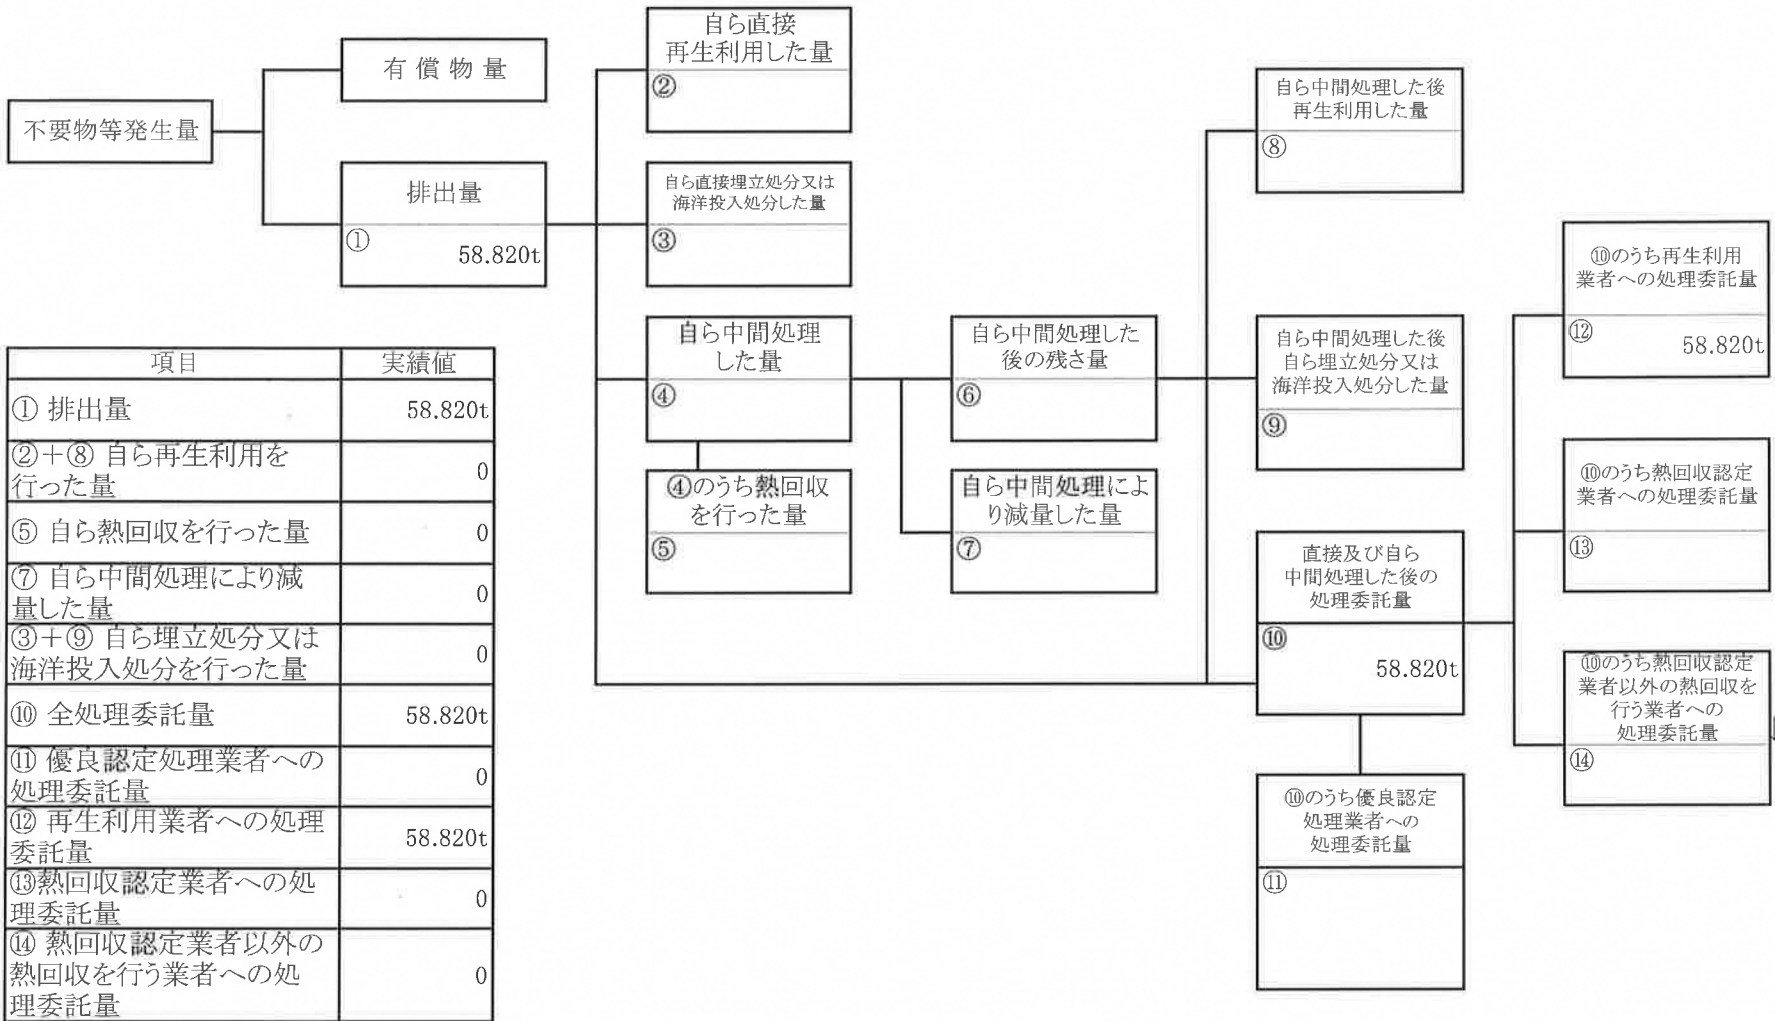 不要物等発生量
有償物量
排出量
①
58.820t
自ら直接
再生利用した量
②
自ら直接埋立処分又は
海洋投入処分した量
③
自ら中間処理
した量
④
④のうち熱回収
を行った量
⑤
自ら中間処理した
後の残さ量
⑥
自ら中間処理によ
り減量した量
⑦
自ら中間処理した後
再生利用した量
⑧
自ら中間処理した後
自ら埋立処分又は
海洋投入処分した量
⑨
直接及び自ら
中間処理した後の
処理委託量
⑩
58.820t
⑩のうち優良認定
処理業者への
処理委託量
⑪
⑩のうち再生利用
業者への処理委託量
⑫
58.820t
⑩のうち熱回収認定
業者への処理委託量
⑬
⑩のうち熱回収認定
業者以外の熱回収を
行う業者への
処理委託量
⑭
項目 実績値
① 排出量 58.820t
②+⑧ 自ら再生利用を
行った量 0
⑤ 自ら熱回収を行った量 0
⑦ 自ら中間処理により減
量した量 0
③+⑨ 自ら埋立処分又は
海洋投入処分を行った量 0
⑩ 全処理委託量 58.820t
⑪ 優良認定処理業者への
処理委託量 0
⑫ 再生利用業者への処理
委託量 58.820t
⑬熱回収認定業者への処
理委託量 0
⑭ 熱回収認定業者以外の
熱回収を行う業者への処
理委託量 0